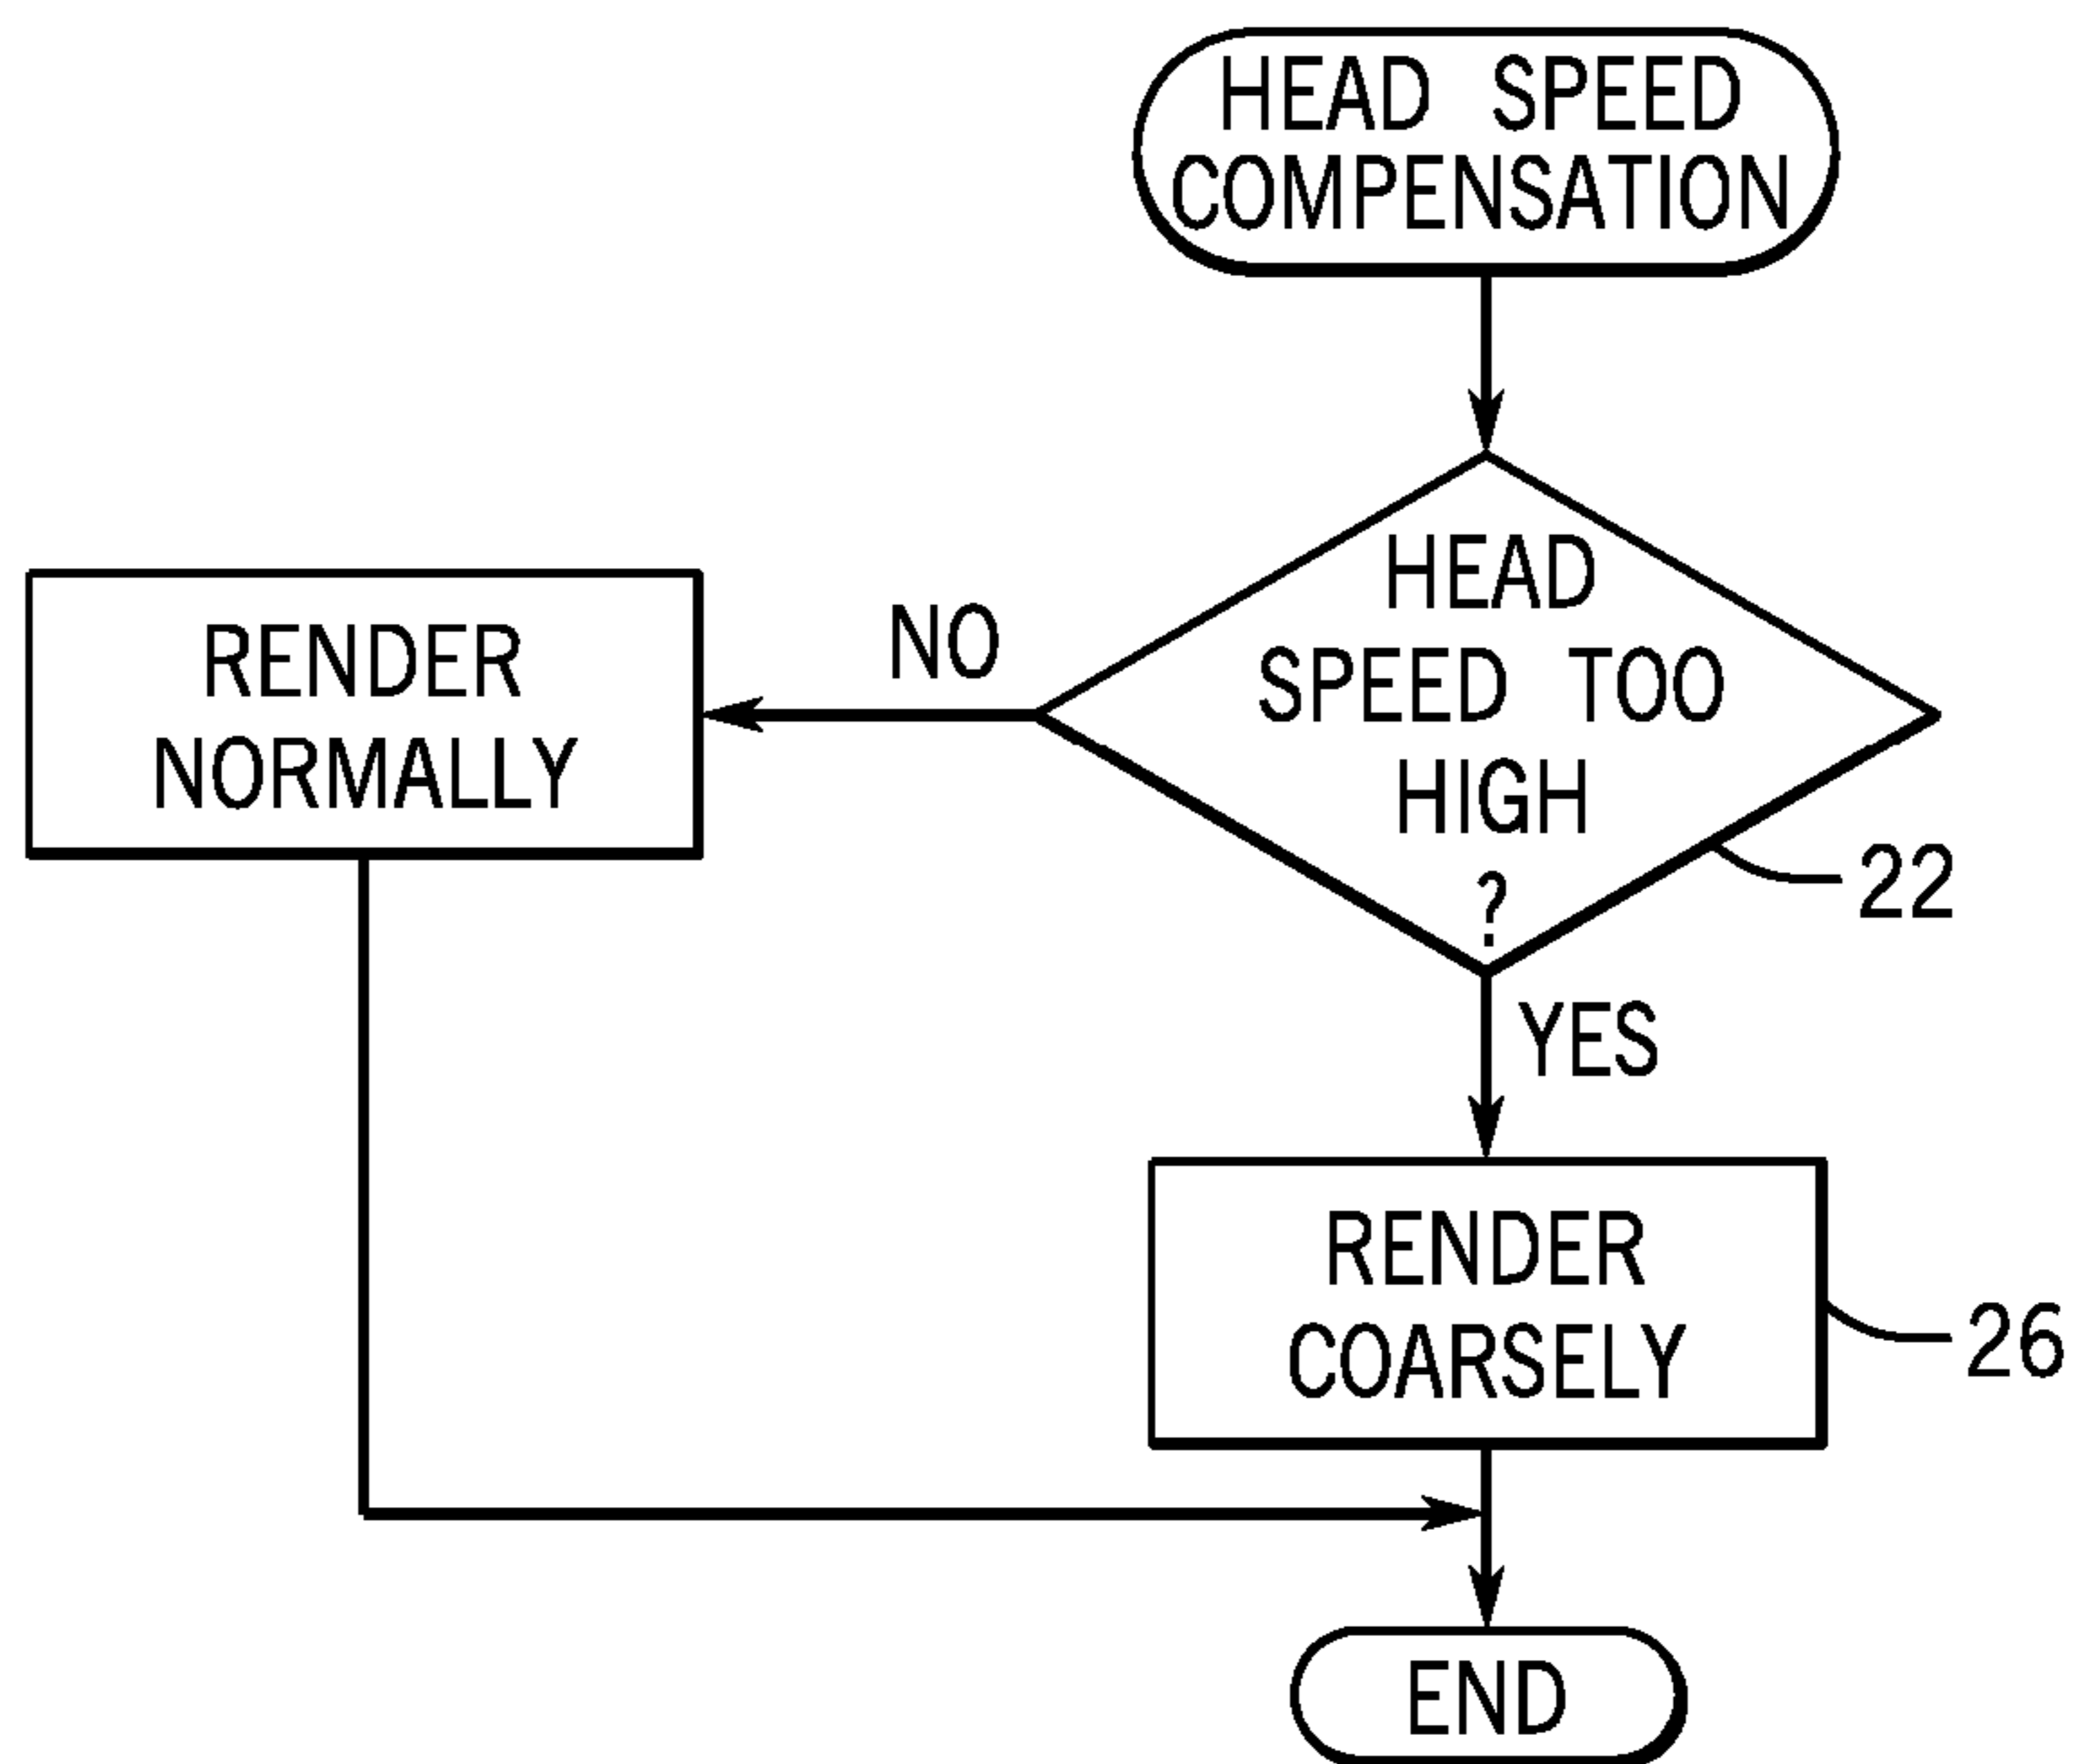 HEAD SPEED
COMPENSATION
HEAD
SPEED TOO
HIGH
?
22
NO
RENDER
NORMALLY
YES
RENDER
COARSELY
26
END